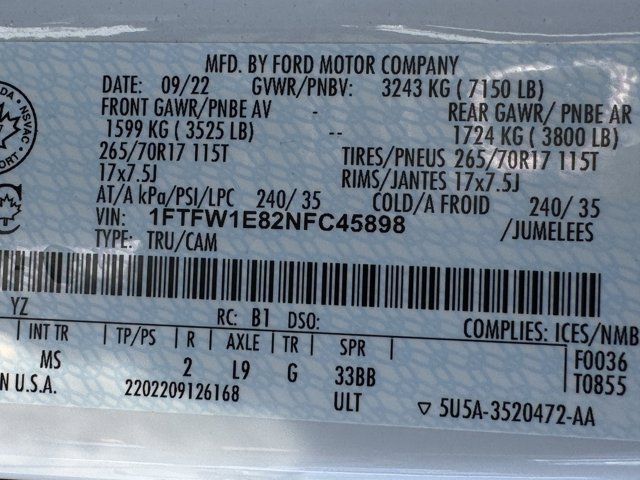 MFD. BY FORD MOTOR COMPANY
DATE: 09/22 GVWR/PNBV: 3243 KG ( 7150 LB)
FRONT GAWR/PNBE AV - REAR GAWR/ PNBE AR
1599 KG ( 3525 LB) -- 1724 KG ( 3800 LB)
265/70R17 115T TIRES/PNEUS 265/70R17 115T
17x7.5J RIMS/JANTES 17x7.5J
AT/A kPa/PSI/LPC 240/ 35 COLD/A FROID 240/ 35
VIN: 1FTFW1E82NFC45898 /JUMELEES
TYPE: TRU/CAM
YZ RC: B1 DSO: COMPLIES: ICES/NMB
INT TR TP/PS R AXLE TR SPR F0036
MS 2 L9 G 33BB T0855
N U.S.A. 2202209126168 ULT ▽ 5U5A-3520472-AA
DA · NSVAC
PORT